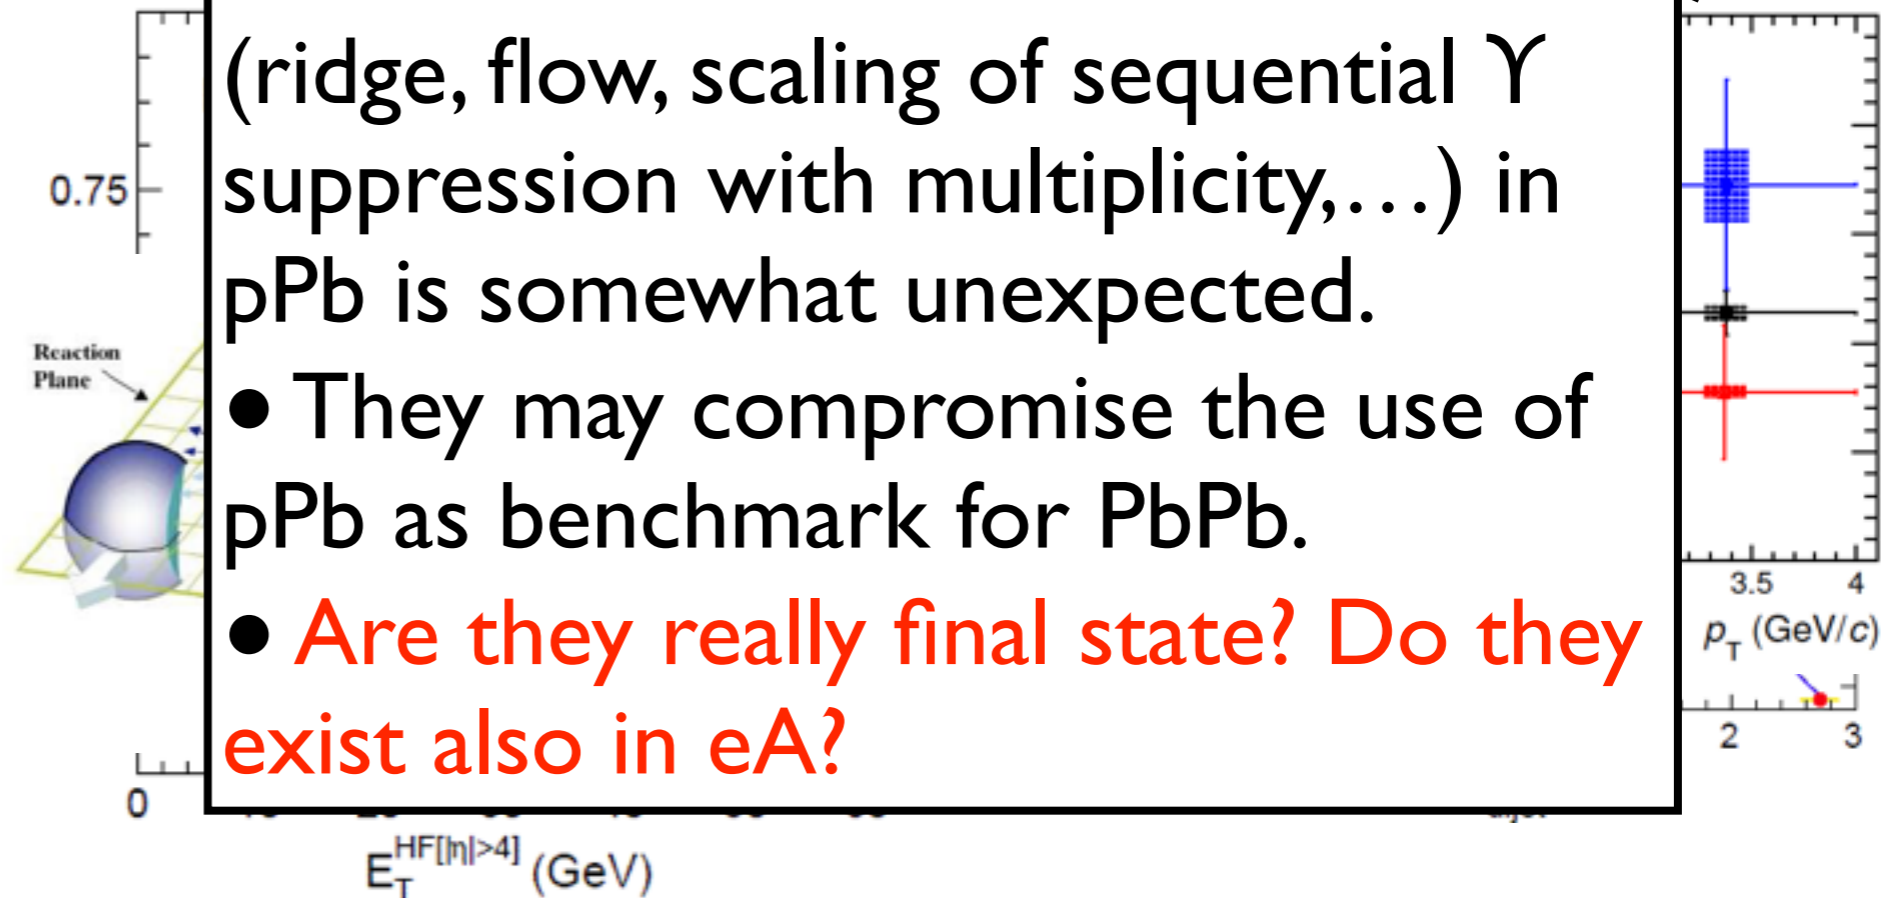 (ridge, flow, scaling of sequential ϒ
suppression with multiplicity,…) in
pPb is somewhat unexpected.
• They may compromise the use of
pPb as benchmark for PbPb.
• Are they really final state? Do they
exist also in eA?
0.75
Reaction
Plane
0
E_T^HF[|η|>4] (GeV)
3.5 4
p_T (GeV/c)
2 3